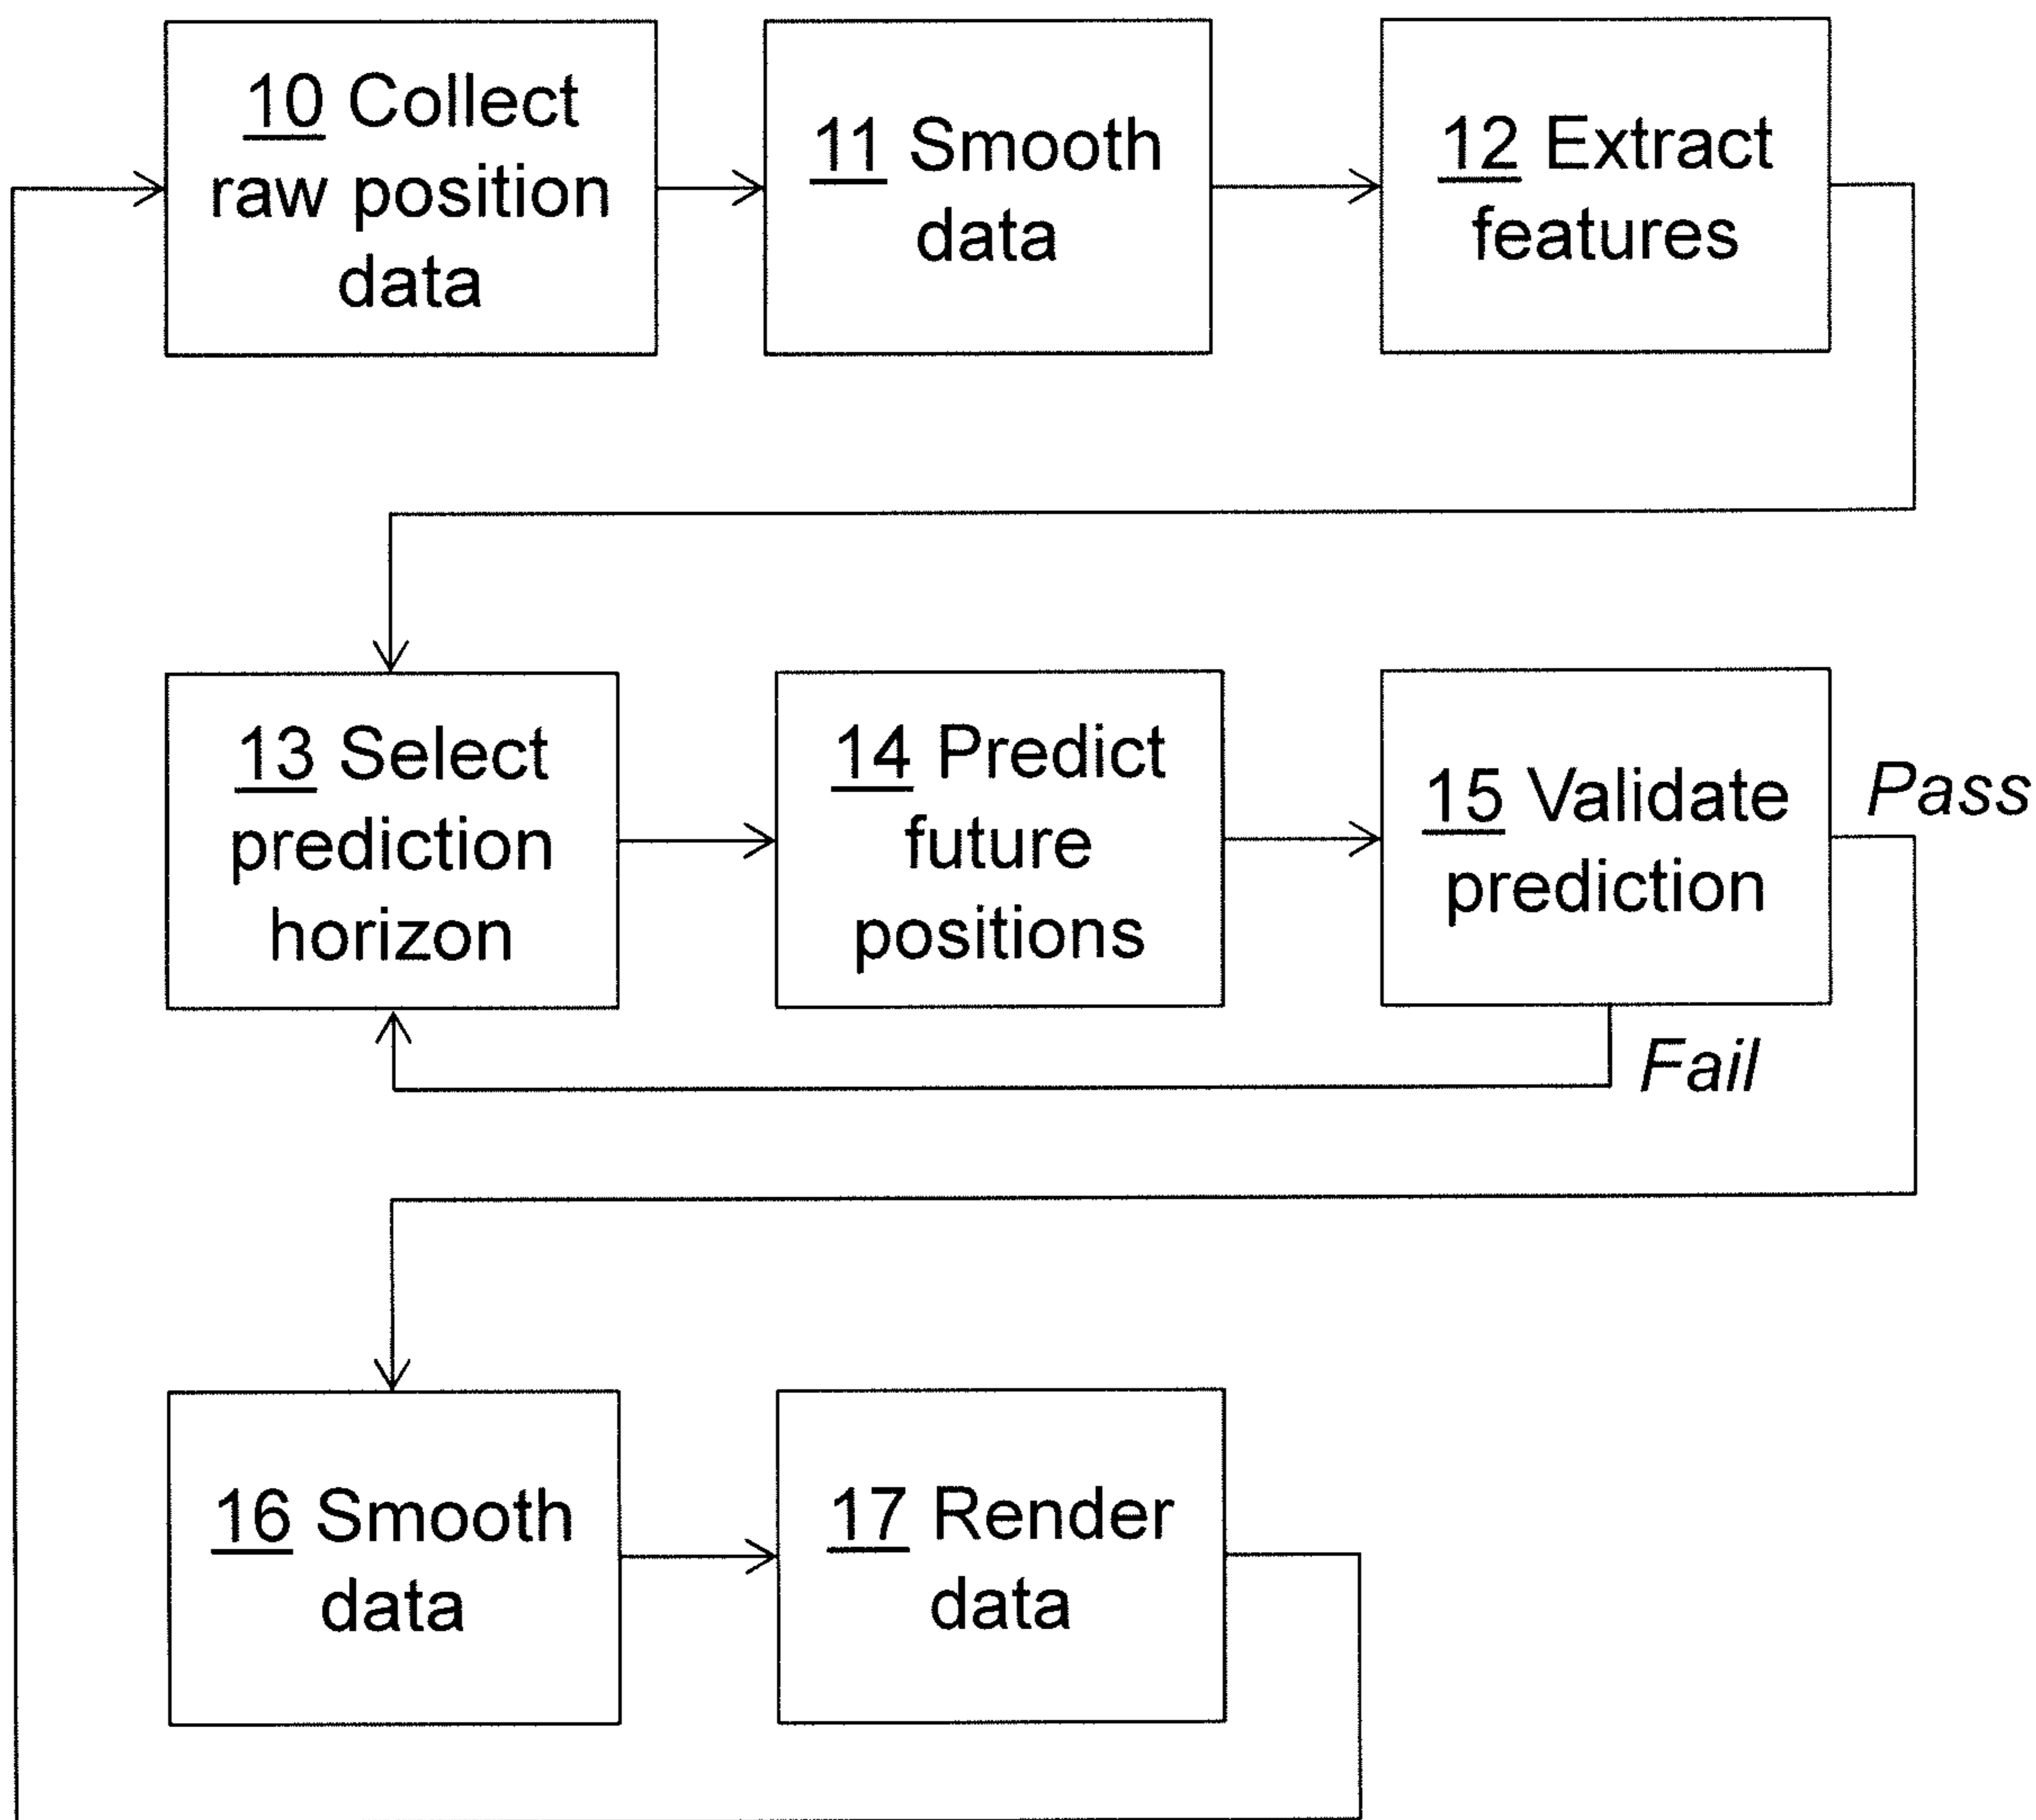 10 Collect
raw position
data
11 Smooth
data
12 Extract
features
13 Select
prediction
horizon
14 Predict
future
positions
15 Validate
prediction
Pass
Fail
16 Smooth
data
17 Render
data